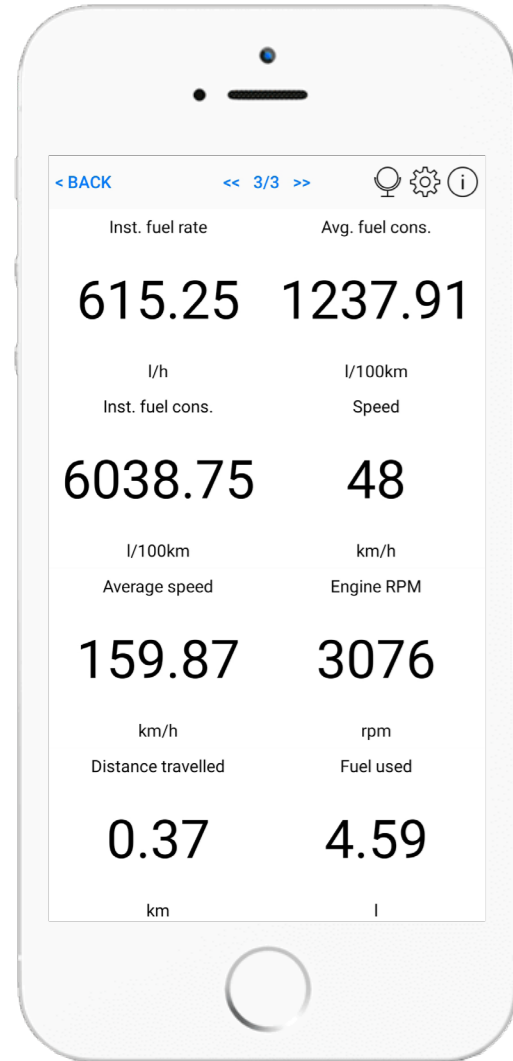 < BACK << 3/3 >>
Inst. fuel rate Avg. fuel cons.
615.25 1237.91
l/h l/100km
Inst. fuel cons. Speed
6038.75 48
l/100km km/h
Average speed Engine RPM
159.87 3076
km/h rpm
Distance travelled Fuel used
0.37 4.59
km l